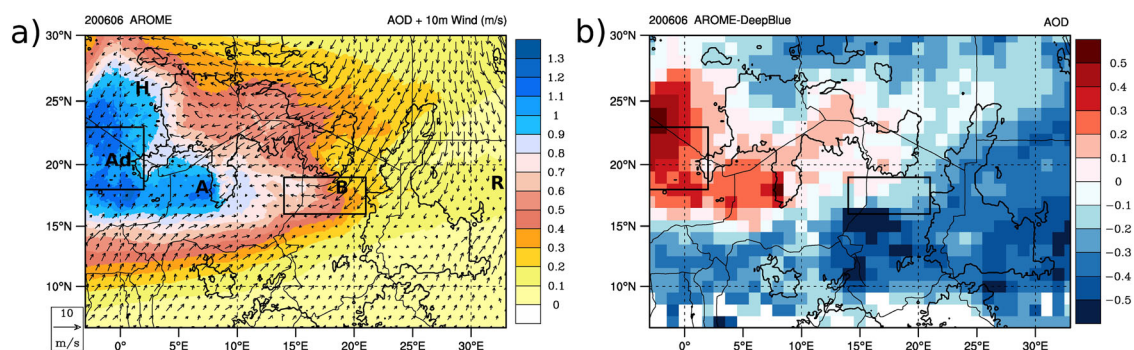 a)
200606 AROME
AOD + 10m Wind (m/s)
30°N
25°N
20°N
15°N
10°N
0°
5°E
10°E
15°E
20°E
25°E
30°E
H
Ad
A
B
R
10
m/s
1.3
1.2
1.1
1
0.9
0.8
0.7
0.6
0.5
0.4
0.3
0.2
0.1
0
b)
200606 AROME-DeepBlue
AOD
30°N
25°N
20°N
15°N
10°N
0°
5°E
10°E
15°E
20°E
25°E
30°E
0.5
0.4
0.3
0.2
0.1
0
−0.1
−0.2
−0.3
−0.4
−0.5